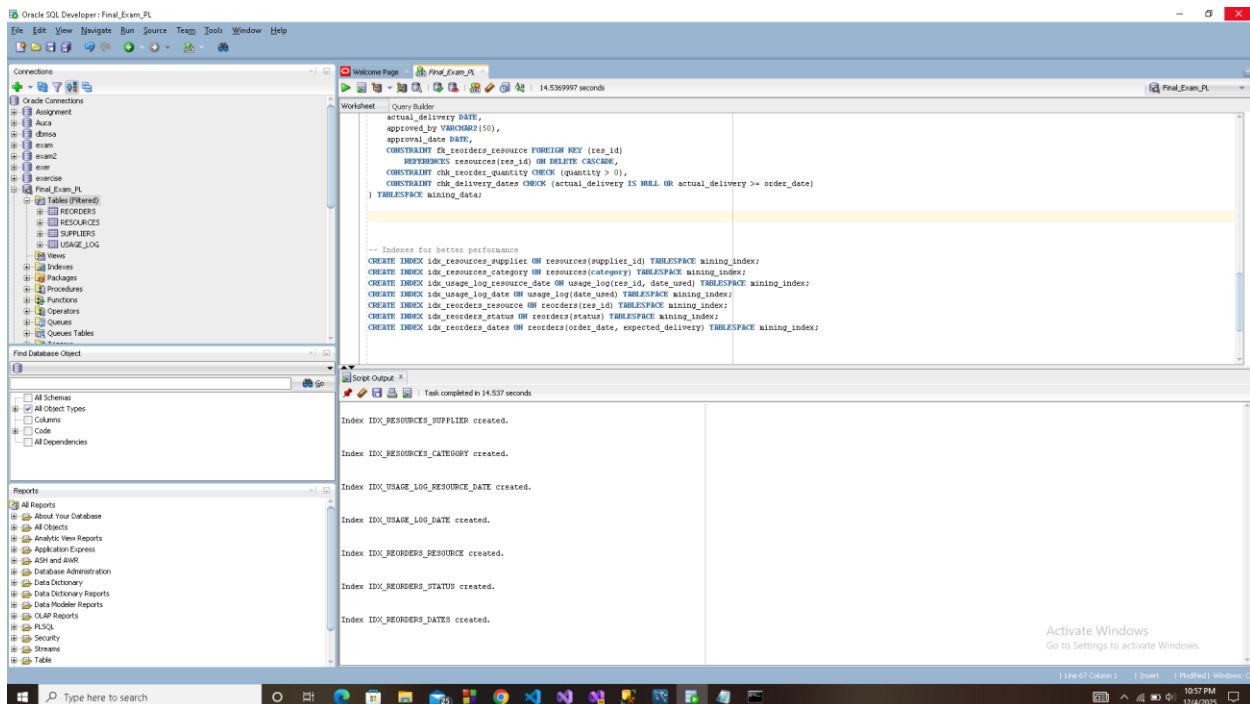 Oracle SQL Developer : Final_Exam_PL
File Edit View Navigate Run Source Team Tools Window Help
Connections
Oracle Connections
Assignment
Auca
dbmsa
exam
exam2
exer
exercise
Final_Exam_PL
Tables (Filtered)
REORDERS
RESOURCES
SUPPLIERS
USAGE_LOG
Views
Indexes
Packages
Procedures
Functions
Operators
Queues
Queues Tables
Find Database Object
Go
All Schemas
All Object Types
Columns
Code
All Dependencies
Reports
All Reports
About Your Database
All Objects
Analytic View Reports
Application Express
ASH and AWR
Database Administration
Data Dictionary
Data Dictionary Reports
Data Modeler Reports
OLAP Reports
PLSQL
Security
Streams
Table
Welcome Page
Final_Exam_PL
14.5369997 seconds
Final_Exam_PL
Worksheet Query Builder
actual_delivery DATE,
approved_by VARCHAR2(50),
approval_date DATE,
CONSTRAINT fk_reorders_resource FOREIGN KEY (res_id)
REFERENCES resources(res_id) ON DELETE CASCADE,
CONSTRAINT chk_reorder_quantity CHECK (quantity > 0),
CONSTRAINT chk_delivery_dates CHECK (actual_delivery IS NULL OR actual_delivery >= order_date)
) TABLESPACE mining_data;
-- Indexes for better performance
CREATE INDEX idx_resources_supplier ON resources(supplier_id) TABLESPACE mining_index;
CREATE INDEX idx_resources_category ON resources(category) TABLESPACE mining_index;
CREATE INDEX idx_usage_log_resource_date ON usage_log(res_id, date_used) TABLESPACE mining_index;
CREATE INDEX idx_usage_log_date ON usage_log(date_used) TABLESPACE mining_index;
CREATE INDEX idx_reorders_resource ON reorders(res_id) TABLESPACE mining_index;
CREATE INDEX idx_reorders_status ON reorders(status) TABLESPACE mining_index;
CREATE INDEX idx_reorders_dates ON reorders(order_date, expected_delivery) TABLESPACE mining_index;
Script Output
Task completed in 14.537 seconds
Index IDX_RESOURCES_SUPPLIER created.
Index IDX_RESOURCES_CATEGORY created.
Index IDX_USAGE_LOG_RESOURCE_DATE created.
Index IDX_USAGE_LOG_DATE created.
Index IDX_REORDERS_RESOURCE created.
Index IDX_REORDERS_STATUS created.
Index IDX_REORDERS_DATES created.
Activate Windows
Go to Settings to activate Windows.
Line 67 Column 1 | Insert | Modified | Windows: C
Type here to search
10:57 PM
12/4/2025